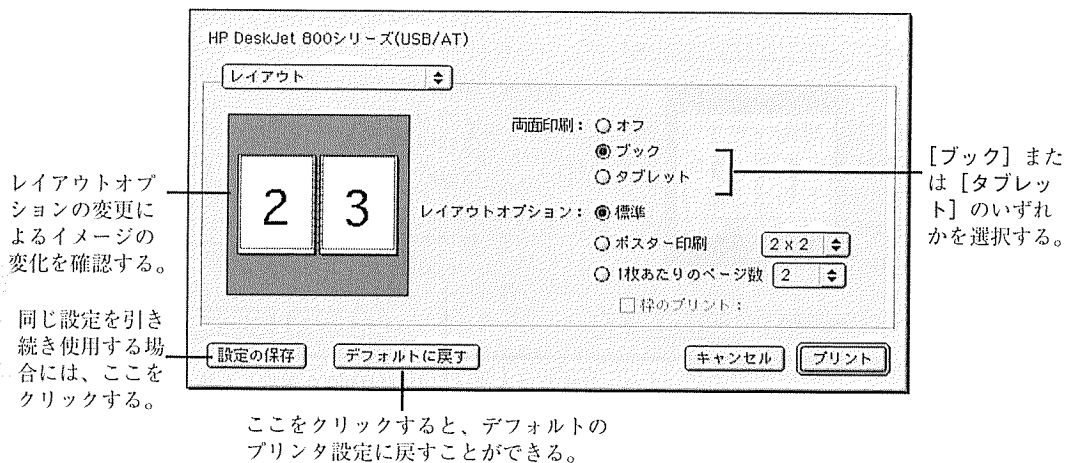 HP DeskJet 800シリーズ(USB/AT)
レイアウト
両面印刷：
オフ
ブック
タブレット
2
3
レイアウトオプション：
標準
ポスター印刷
2 x 2
1枚あたりのページ数
2
枠のプリント：
設定の保存
デフォルトに戻す
キャンセル
プリント
レイアウトオプ
ションの変更に
よるイメージの
変化を確認する。
同じ設定を引き
続き使用する場
合には、ここを
クリックする。
[ブック] また
は [タブレッ
ト] のいずれ
かを選択する。
ここをクリックすると、デフォルトの
プリンタ設定に戻すことができる。